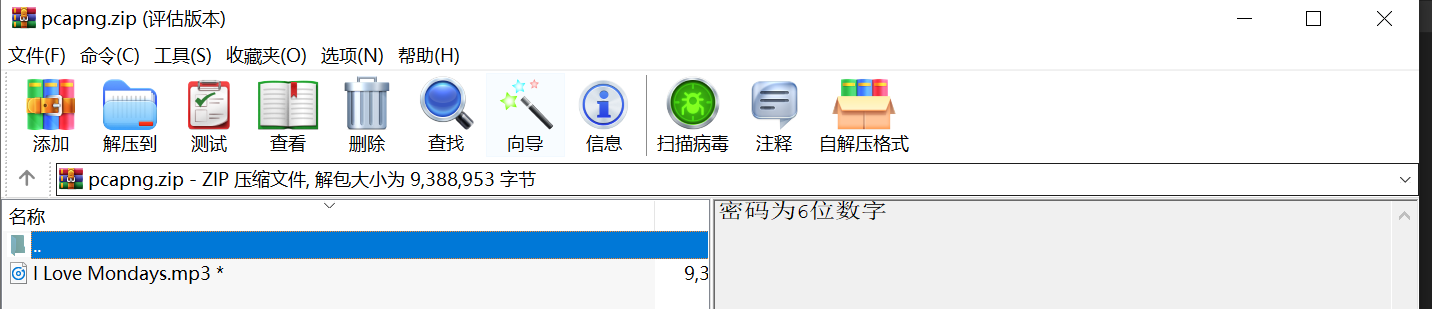 pcapng.zip (评估版本)
文件(F) 命令(C) 工具(S) 收藏夹(O) 选项(N) 帮助(H)
添加 解压到 测试 查看 删除 查找 向导 信息 扫描病毒 注释 自解压格式
pcapng.zip - ZIP 压缩文件, 解包大小为 9,388,953 字节
名称
密码为6位数字
..
I Love Mondays.mp3 * 9,3